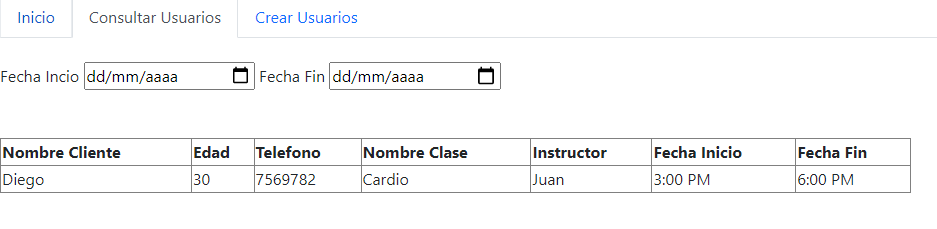 Inicio Consultar Usuarios Crear Usuarios
Fecha Incio dd/mm/aaaa Fecha Fin dd/mm/aaaa
Nombre Cliente Edad Telefono Nombre Clase Instructor Fecha Inicio Fecha Fin
Diego 30 7569782 Cardio Juan 3:00 PM 6:00 PM